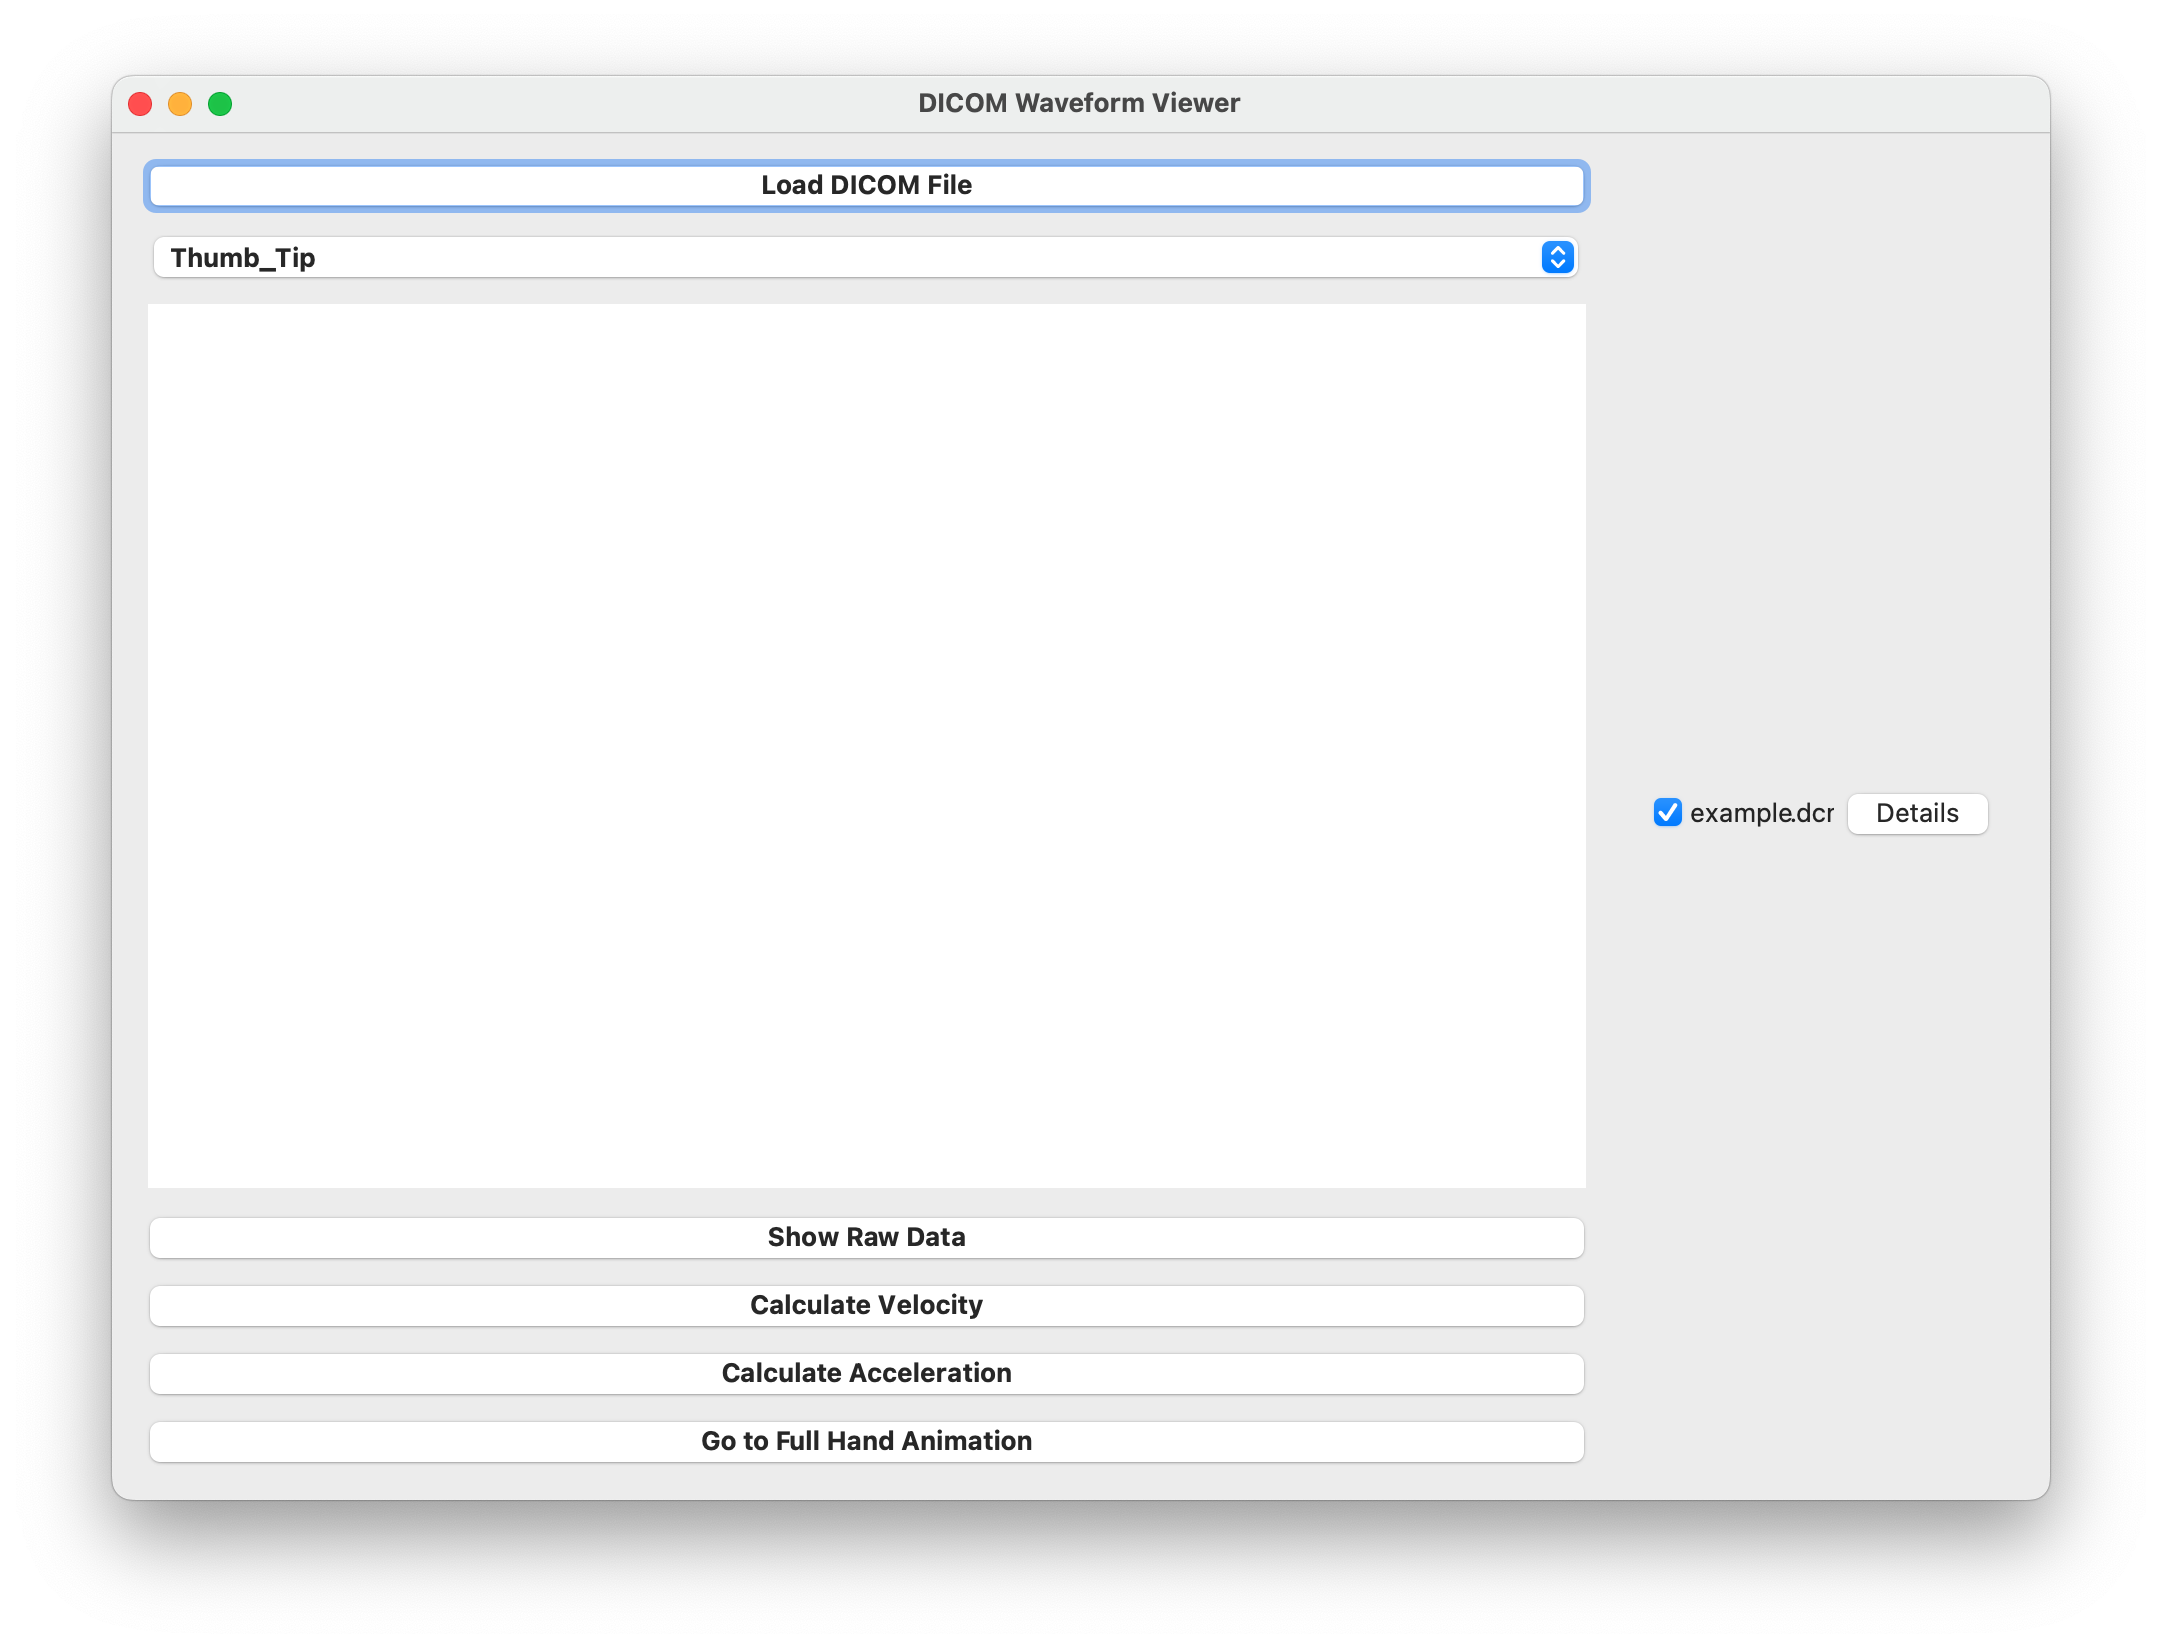 DICOM Waveform Viewer
Load DICOM File
Thumb_Tip
example.dcr Details
Show Raw Data
Calculate Velocity
Calculate Acceleration
Go to Full Hand Animation